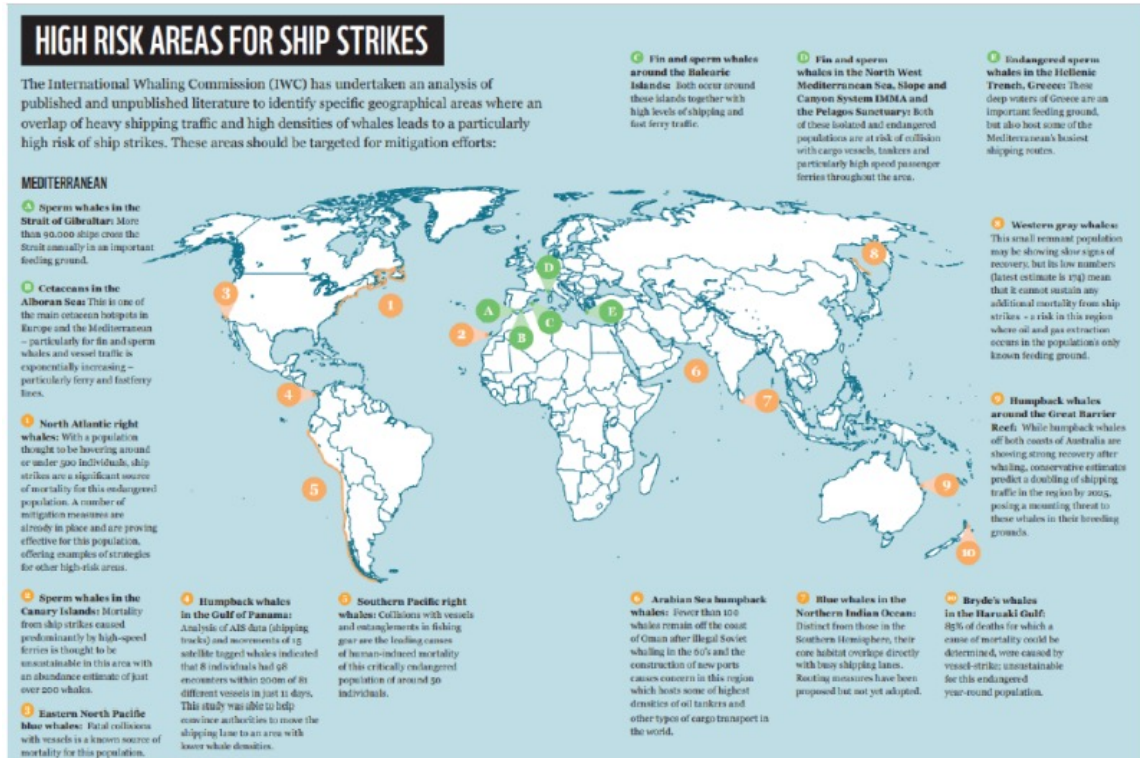 HIGH RISK AREAS FOR SHIP STRIKES
The International Whaling Commission (IWC) has undertaken an analysis of
published and unpublished literature to identify specific geographical areas where an
overlap of heavy shipping traffic and high densities of whales leads to a particularly
high risk of ship strikes. These areas should be targeted for mitigation efforts:
MEDITERRANEAN
A Sperm whales in the
Strait of Gibraltar: More
than 90,000 ships cross the
Strait annually in an important
feeding ground.
B Cetaceans in the
Alboran Sea: This is one of
the main cetacean hotspots in
Europe and the Mediterranean
– particularly for fin and sperm
whales and vessel traffic is
exponentially increasing –
particularly ferry and fastferry
lines.
C Fin and sperm whales
around the Balearic
Islands: Both occur around
these islands together with
high levels of shipping and
fast ferry traffic.
D Fin and sperm
whales in the North West
Mediterranean Sea, Slope and
Canyon System IMMA and
the Pelagos Sanctuary: Both
of these isolated and endangered
populations are at risk of collision
with cargo vessels, tankers and
particularly high speed passenger
ferries throughout the area.
E Endangered sperm
whales in the Hellenic
Trench, Greece: These
deep waters of Greece are an
important feeding ground,
but also host some of the
Mediterranean's busiest
shipping routes.
1 North Atlantic right
whales: With a population
thought to be hovering around
or under 500 individuals, ship
strikes are a significant source
of mortality for this endangered
population. A number of
mitigation measures are
already in place and are proving
effective for this population,
offering examples of strategies
for other high-risk areas.
2 Sperm whales in the
Canary Islands: Mortality
from ship strikes caused
predominantly by high-speed
ferries is thought to be
unsustainable in this area with
an abundance estimate of just
over 200 whales.
3 Eastern North Pacific
blue whales: Fatal collisions
with vessels is a known source of
mortality for this population.
4 Humpback whales
in the Gulf of Panama:
Analysis of AIS data (shipping
tracks) and movements of 15
satellite tagged whales indicated
that 8 individuals had 98
encounters within 200m of 81
different vessels in just 11 days.
This study was able to help
convince authorities to move the
shipping lane to an area with
lower whale densities.
5 Southern Pacific right
whales: Collisions with vessels
and entanglements in fishing
gear are the leading causes
of human-induced mortality
of this critically endangered
population of around 50
individuals.
6 Arabian Sea humpback
whales: Fewer than 100
whales remain off the coast
of Oman after illegal Soviet
whaling in the 60's and the
construction of new ports
causes concern in this region
which hosts some of highest
densities of oil tankers and
other types of cargo transport in
the world.
7 Blue whales in the
Northern Indian Ocean:
Distinct from those in the
Southern Hemisphere, their
core habitat overlaps directly
with busy shipping lanes.
Routing measures have been
proposed but not yet adopted.
8 Western gray whales:
This small remnant population
may be showing slow signs of
recovery, but its low numbers
(latest estimate is 174) mean
that it cannot sustain any
additional mortality from ship
strikes – a risk in this region
where oil and gas extraction
occurs in the population's only
known feeding ground.
9 Humpback whales
around the Great Barrier
Reef: While humpback whales
off both coasts of Australia are
showing strong recovery after
whaling, conservative estimates
predict a doubling of shipping
traffic in the region by 2025,
posing a mounting threat to
these whales in their breeding
grounds.
10 Bryde's whales
in the Haruaki Gulf:
85% of deaths for which a
cause of mortality could be
determined, were caused by
vessel-strike; unsustainable
for this endangered
year-round population.
3
1
D
A
C
E
2
B
4
6
7
8
5
9
10